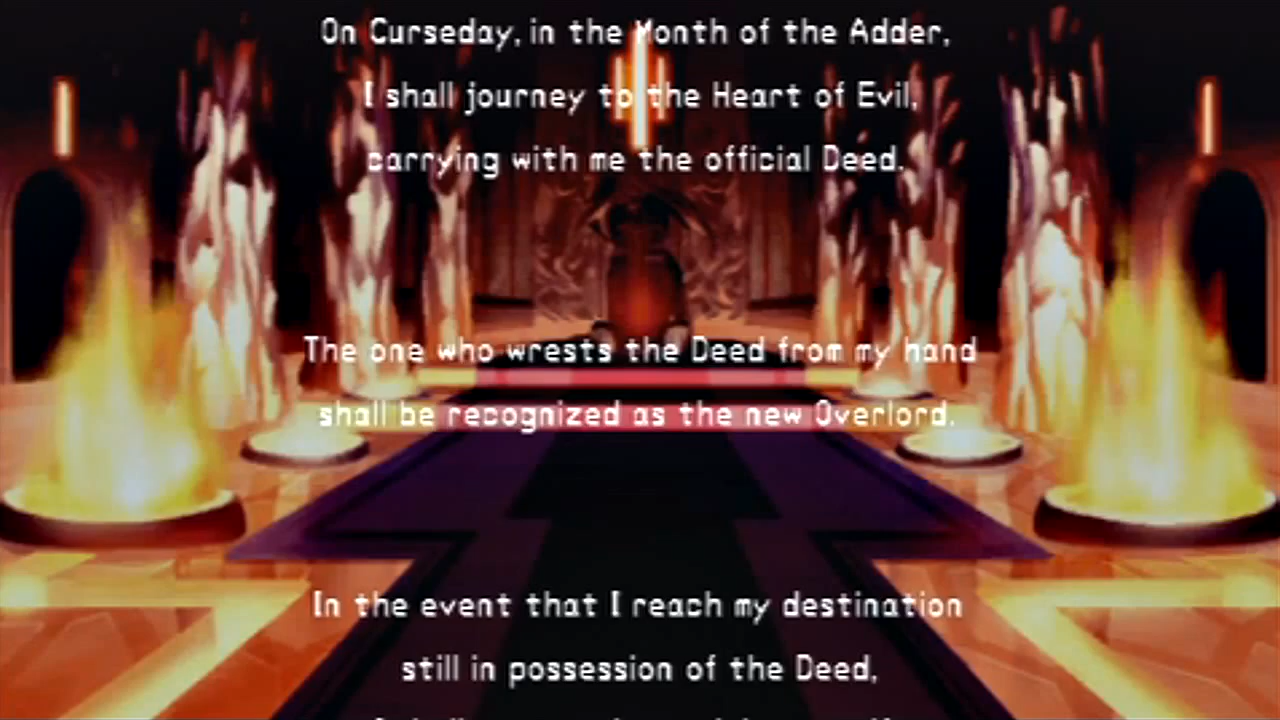 On Curseday, in the Month of the Adder,
I shall journey to the Heart of Evil,
carrying with me the official Deed.
The one who wrests the Deed from my hand
shall be recognized as the new Overlord.
In the event that I reach my destination
still in possession of the Deed,